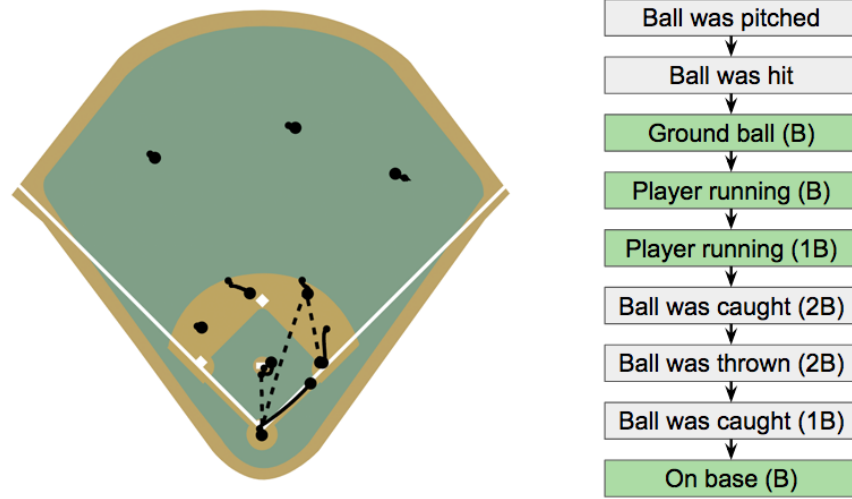 Ball was pitched
Ball was hit
Ground ball (B)
Player running (B)
Player running (1B)
Ball was caught (2B)
Ball was thrown (2B)
Ball was caught (1B)
On base (B)